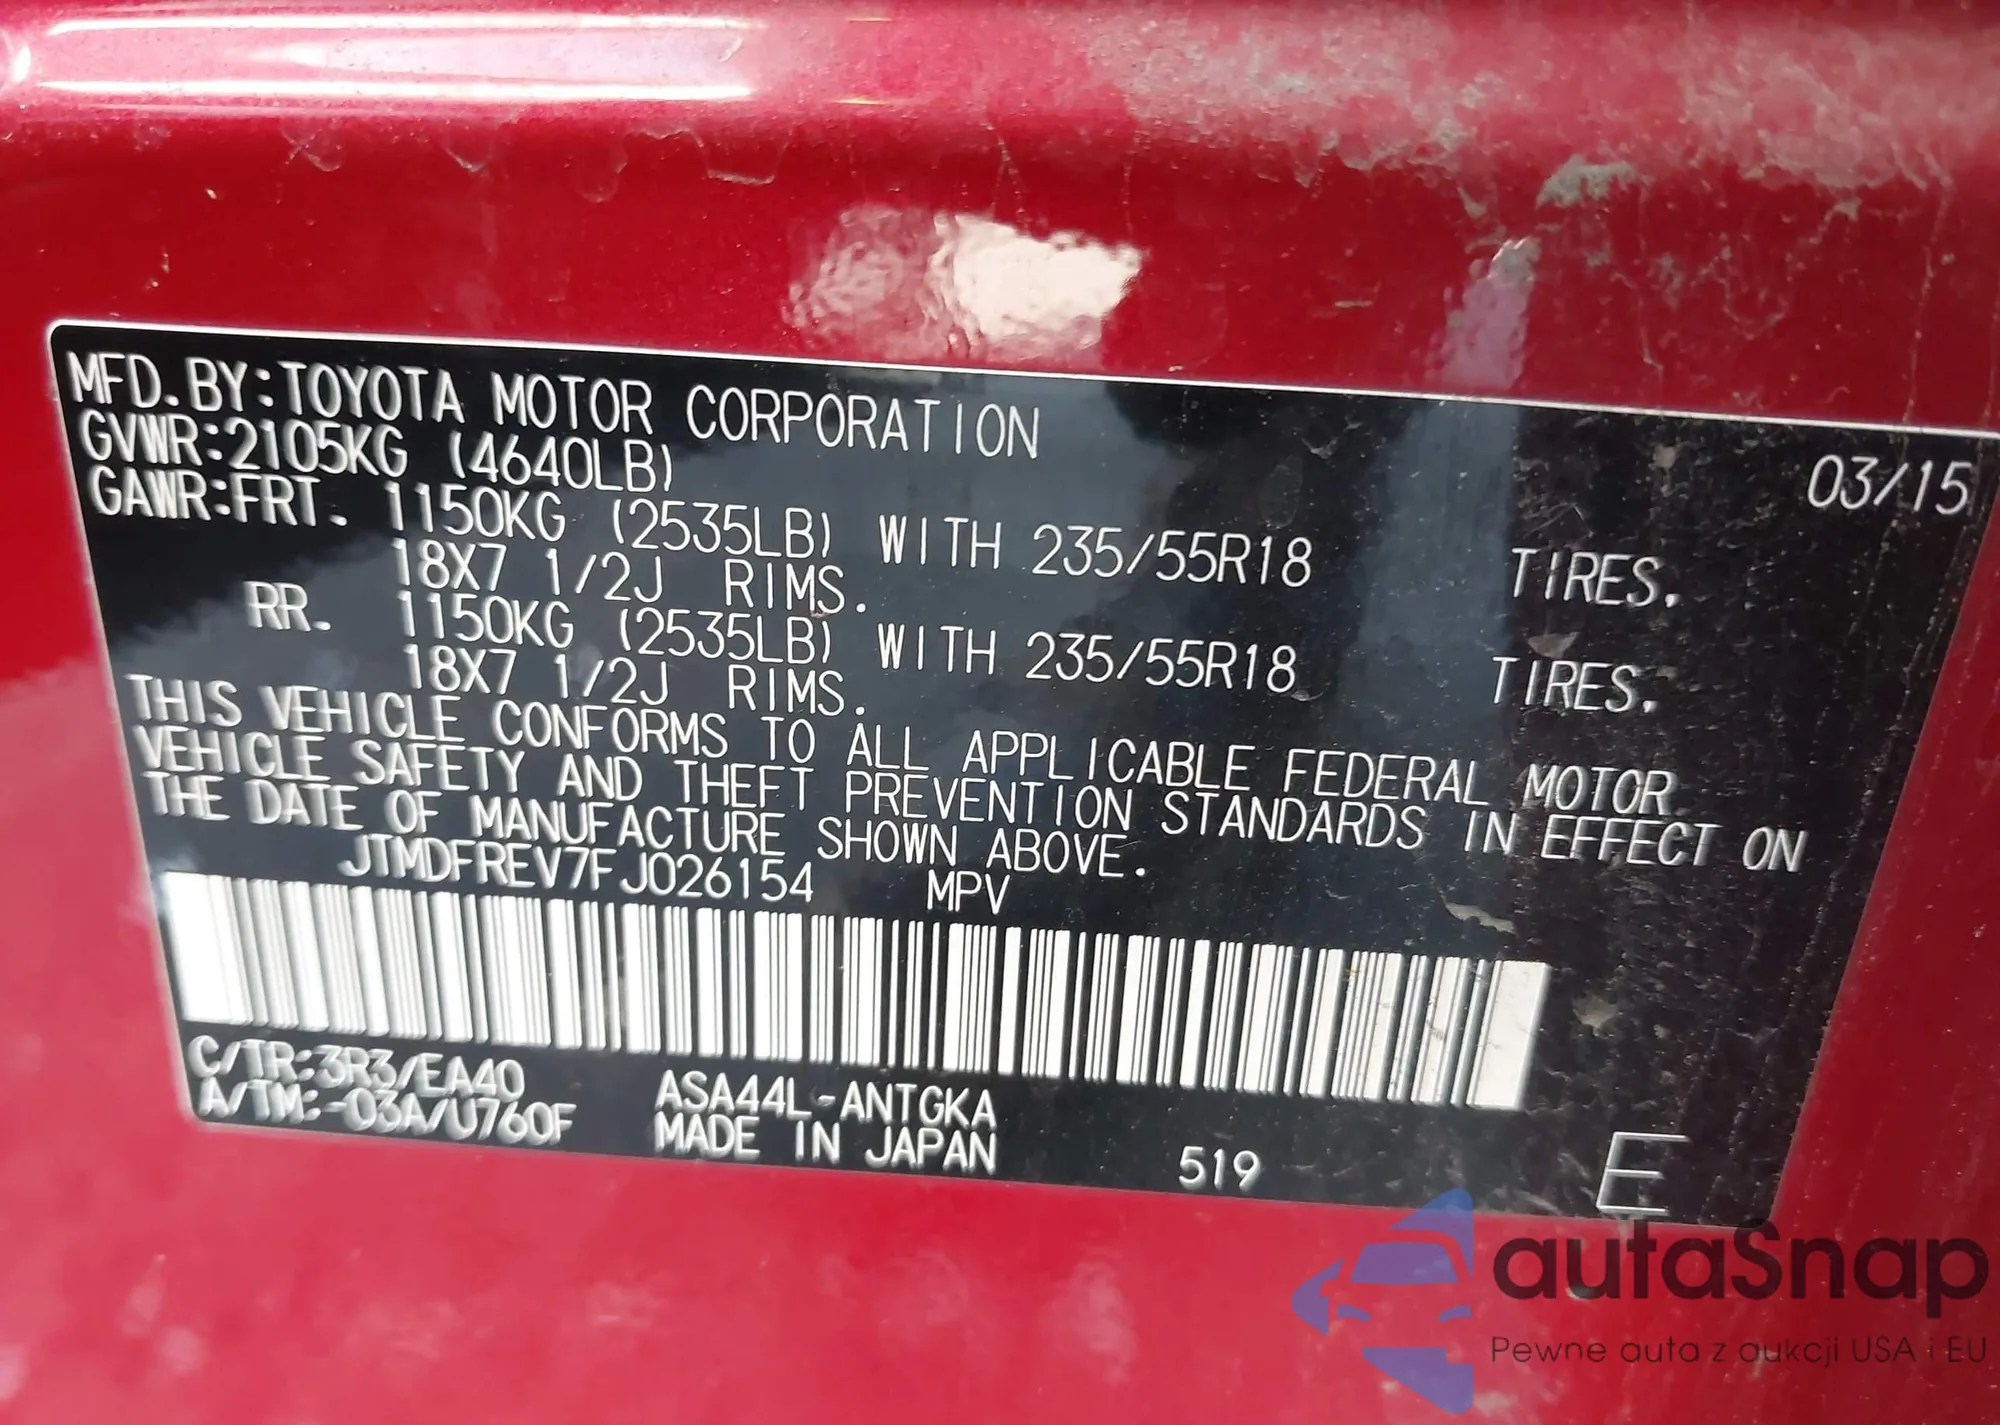 MFD.BY:TOYOTA MOTOR CORPORATION 03/15
GVWR:2105KG (4640LB)
GAWR:FRT. 1150KG (2535LB) WITH 235/55R18 TIRES.
18X7 1/2J RIMS.
RR. 1150KG (2535LB) WITH 235/55R18 TIRES.
18X7 1/2J RIMS.
THIS VEHICLE CONFORMS TO ALL APPLICABLE FEDERAL MOTOR
VEHICLE SAFETY AND THEFT PREVENTION STANDARDS IN EFFECT ON
THE DATE OF MANUFACTURE SHOWN ABOVE.
JTMDFREV7FJ026154 MPV
C/TR:3R3/EA40 ASA44L-ANTGKA
A/TM:-03A/U760F MADE IN JAPAN 519 E
autaSnap
Pewne auta z aukcji USA i EU